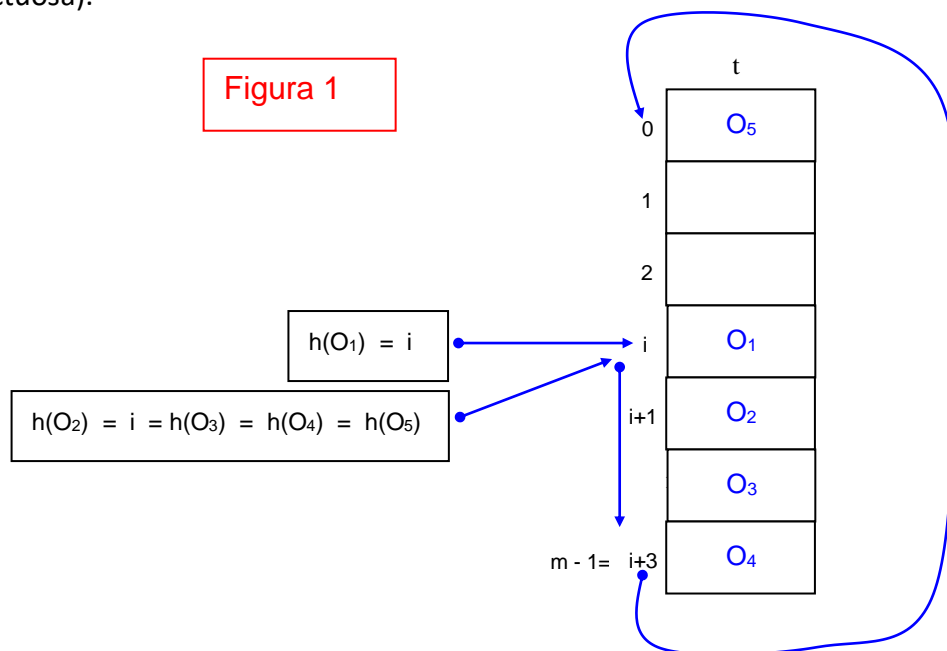 Figura 1
t
0
O₅
1
2
h(O₁) = i
i
O₁
h(O₂) = i = h(O₃) = h(O₄) = h(O₅)
i+1
O₂
O₃
m - 1= i+3
O₄